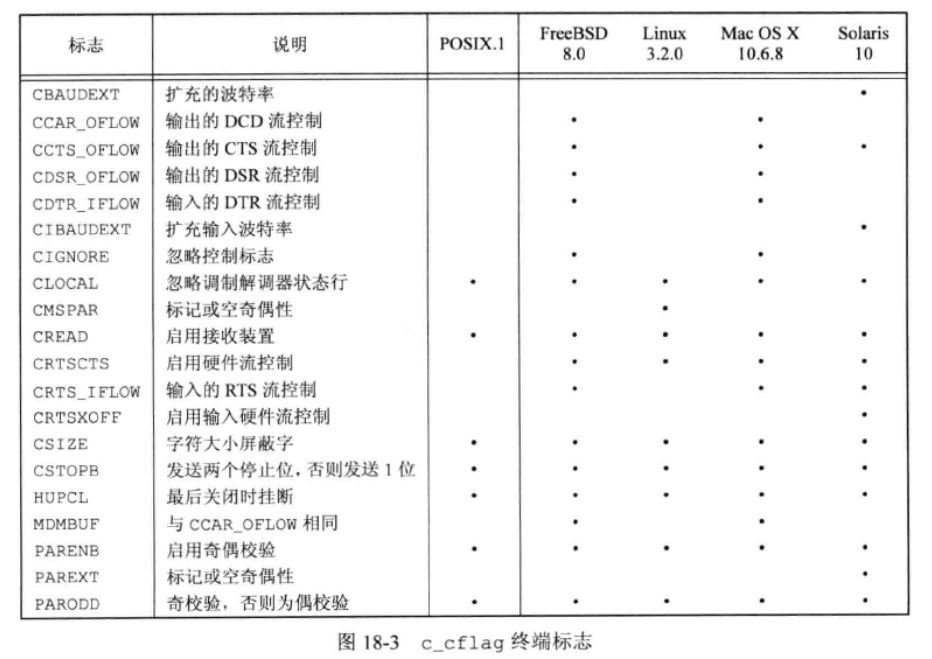 标志 说明 POSIX.1 FreeBSD 8.0 Linux 3.2.0 Mac OS X 10.6.8 Solaris 10
CBAUDEXT 扩充的波特率 •
CCAR_OFLOW 输出的 DCD 流控制 • •
CCTS_OFLOW 输出的 CTS 流控制 • • •
CDSR_OFLOW 输出的 DSR 流控制 • •
CDTR_IFLOW 输入的 DTR 流控制 • •
CIBAUDEXT 扩充输入波特率 •
CIGNORE 忽略控制标志 • •
CLOCAL 忽略调制解调器状态行 • • • • •
CMSPAR 标记或空奇偶性 •
CREAD 启用接收装置 • • • • •
CRTSCTS 启用硬件流控制 • • • •
CRTS_IFLOW 输入的 RTS 流控制 • • •
CRTSXOFF 启用输入硬件流控制 •
CSIZE 字符大小屏蔽字 • • • • •
CSTOPB 发送两个停止位，否则发送 1 位 • • • • •
HUPCL 最后关闭时挂断 • • • • •
MDMBUF 与 CCAR_OFLOW 相同 • •
PARENB 启用奇偶校验 • • • • •
PAREXT 标记或空奇偶性 •
PARODD 奇校验，否则为偶校验 • • • • •
图 18-3 c_cflag 终端标志